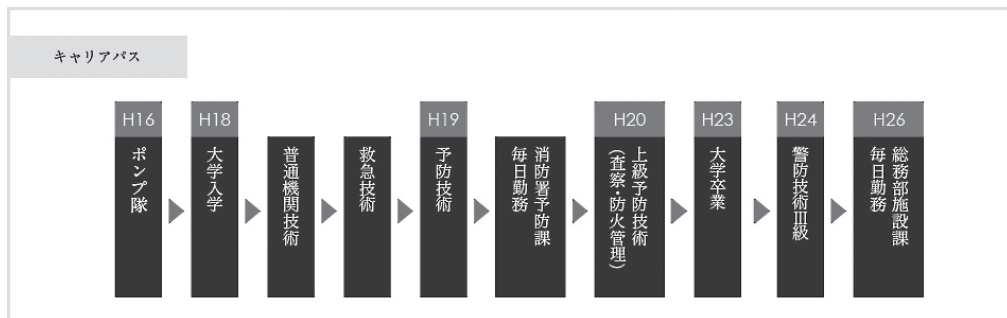 キャリアパス
H16
ポンプ隊
H18
大学入学
普通機関技術
救急技術
H19
予防技術
消防署予防課
毎日勤務
H20
上級予防技術
(査察・防火管理)
H23
大学卒業
H24
警防技術Ⅲ級
H26
総務部施設課
毎日勤務